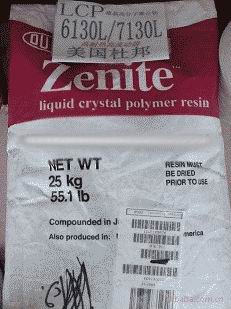 LCP
6130L/7130L
美国杜邦
Zenite
liquid crystal polymer resin
NET WT
25 kg
55.1 lb
RESIN MUST
BE DRIED
PRIOR TO USE
Compounded in J
Also produced in:
merica